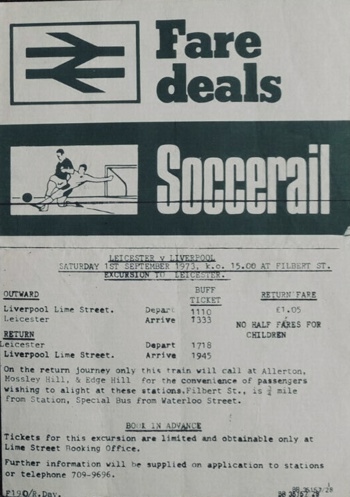 Fare
deals
Soccerail
LEICESTER v LIVERPOOL
SATURDAY 1ST SEPTEMBER 1973, k.o. 15.00 AT FILBERT ST.
EXCURSION TO LEICESTER.
OUTWARD BUFF TICKET RETURN FARE
Liverpool Lime Street. Depart 1110 £1.05
Leicester Arrive 1333 NO HALF FARES FOR CHILDREN
RETURN
Leicester Depart 1718
Liverpool Lime Street. Arrive 1945
On the return journey only this train will call at Allerton,
Mossley Hill, & Edge Hill for the convenience of passengers
wishing to alight at these stations.Filbert St., is ¾ mile
from Station, Special Bus from Waterloo Street.
BOOK IN ADVANCE
Tickets for this excursion are limited and obtainable only at
Lime Street Booking Office.
Further information will be supplied on application to stations
or telephone 709-9696.
BR 35157/28